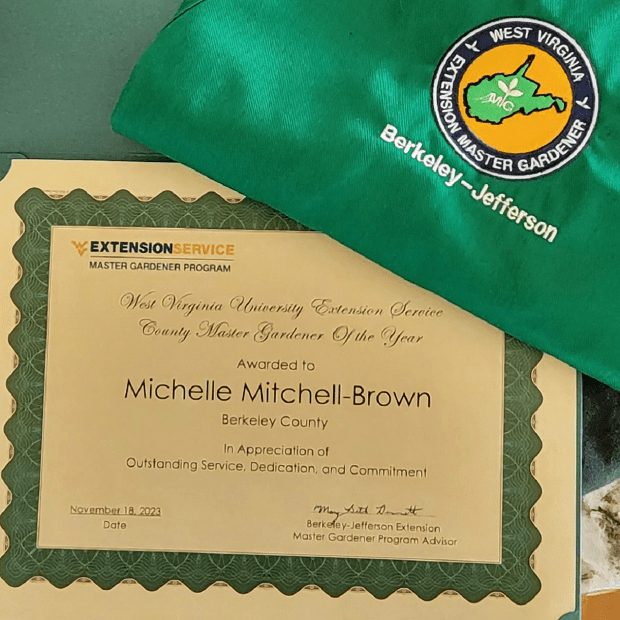 WEST VIRGINIA
EXTENSION MASTER GARDENER
MG
Berkeley-Jefferson
WV EXTENSIONSERVICE
MASTER GARDENER PROGRAM
West Virginia University Extension Service
County Master Gardener Of the Year
Awarded to
Michelle Mitchell-Brown
Berkeley County
In Appreciation of
Outstanding Service, Dedication, and Commitment
November 18, 2023
Date
Berkeley-Jefferson Extension
Master Gardener Program Advisor